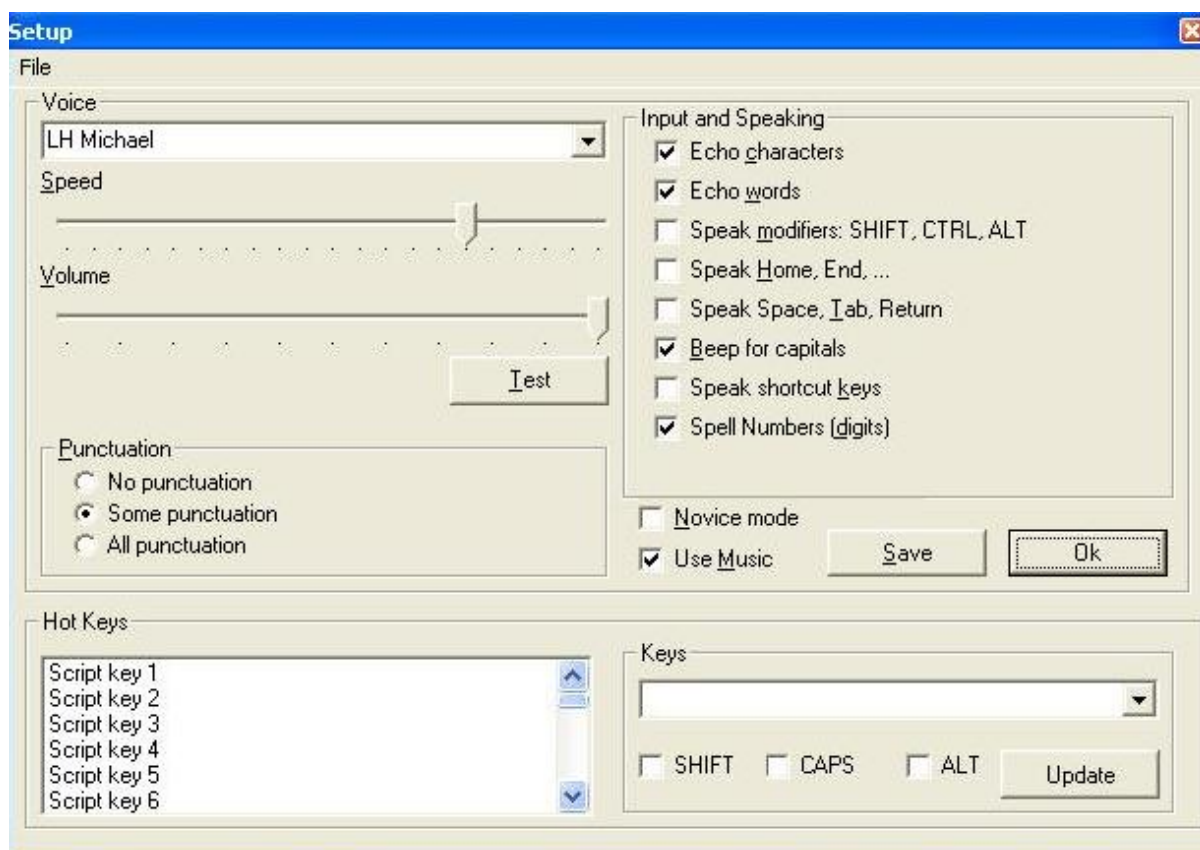 Setup
File
Voice
LH Michael
Speed
Volume
Test
Punctuation
No punctuation
Some punctuation
All punctuation
Input and Speaking
Echo characters
Echo words
Speak modifiers: SHIFT, CTRL, ALT
Speak Home, End, ...
Speak Space, Tab, Return
Beep for capitals
Speak shortcut keys
Spell Numbers (digits)
Novice mode
Use Music
Save
Ok
Hot Keys
Script key 1
Script key 2
Script key 3
Script key 4
Script key 5
Script key 6
Keys
SHIFT CAPS ALT
Update